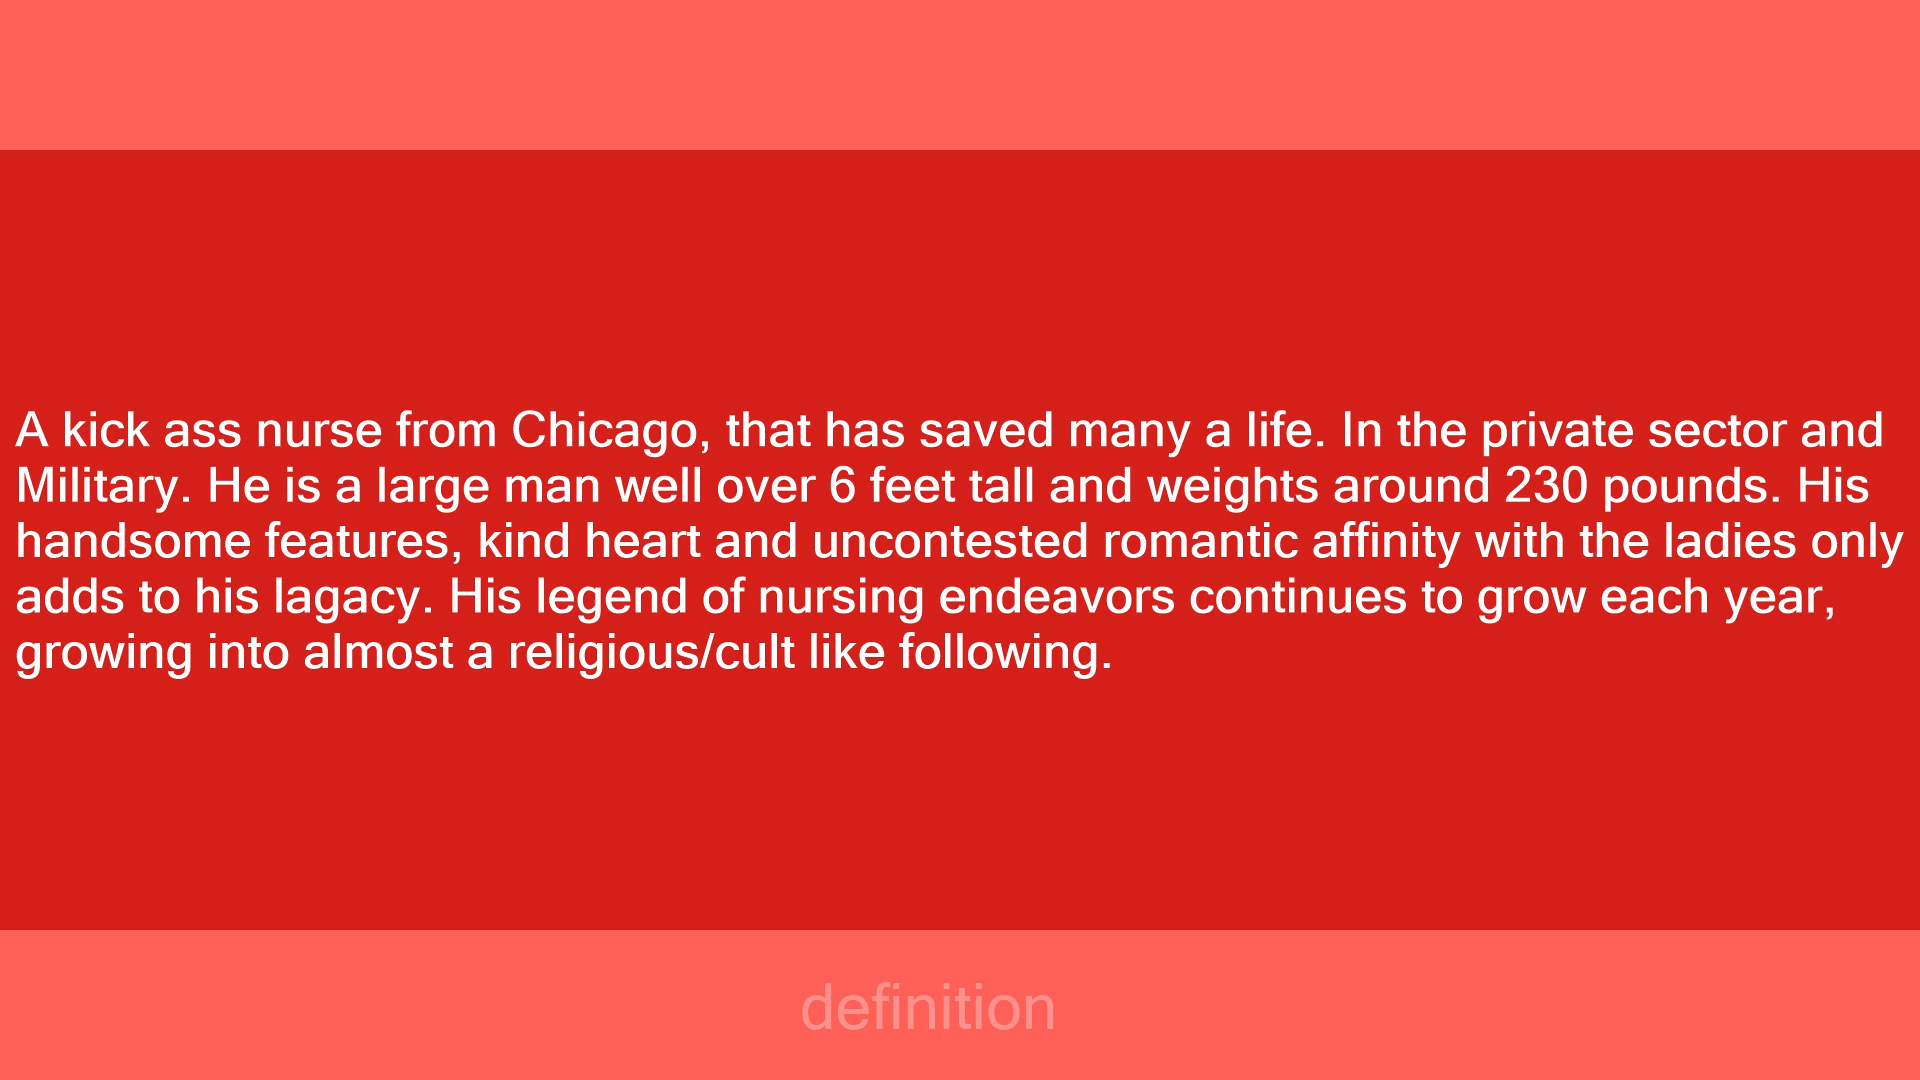 A kick ass nurse from Chicago, that has saved many a life. In the private sector and
Military. He is a large man well over 6 feet tall and weights around 230 pounds. His
handsome features, kind heart and uncontested romantic affinity with the ladies only
adds to his lagacy. His legend of nursing endeavors continues to grow each year,
growing into almost a religious/cult like following.
definition